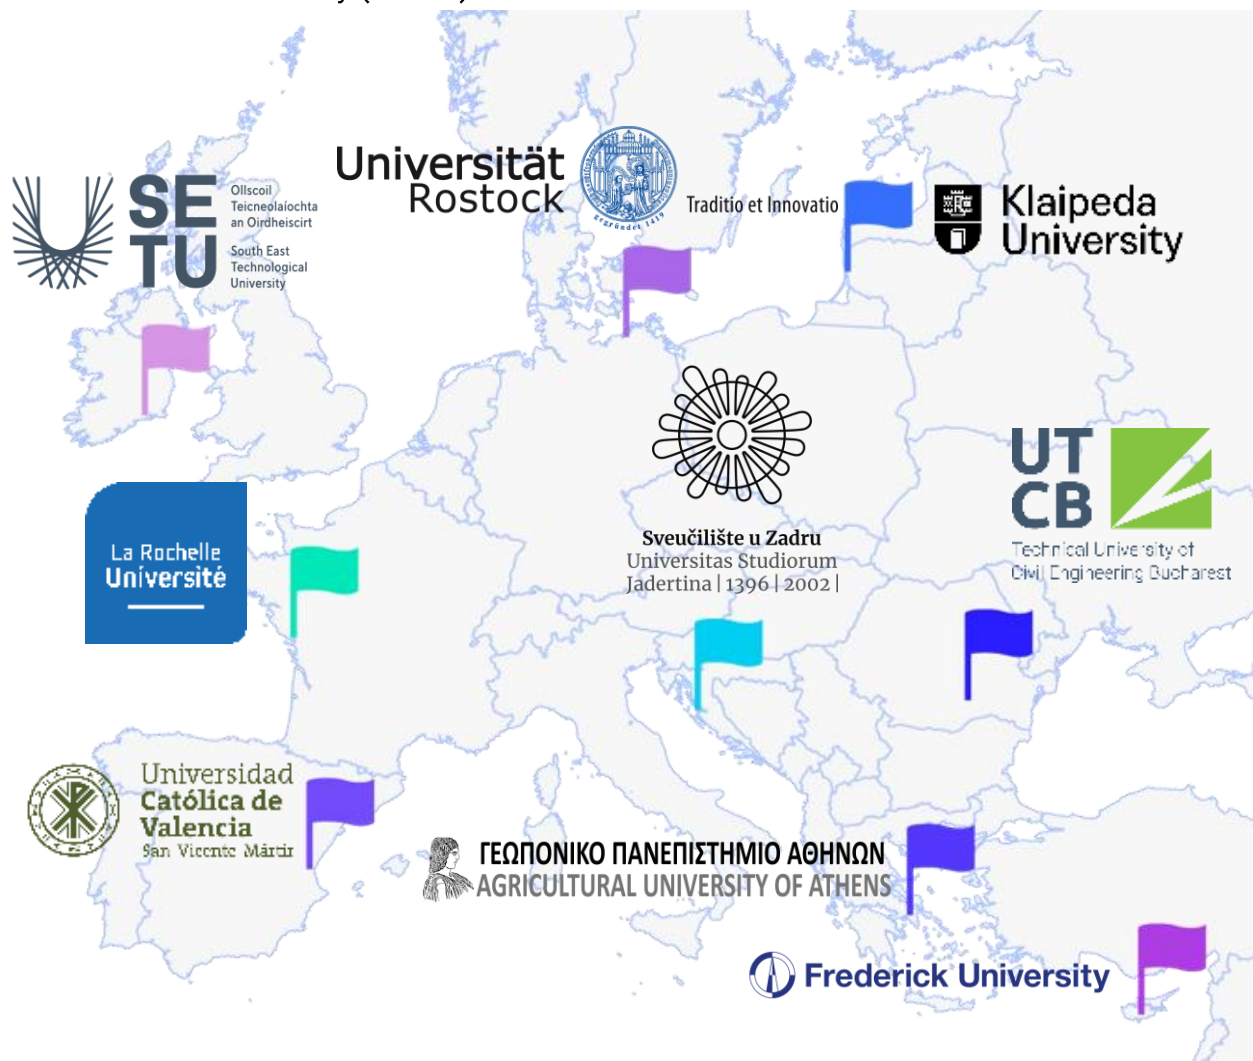 Universität
Rostock
gegründet 1419
Traditio et Innovatio
SE
TU
Ollscoil
Teicneolaíochta
an Oirdheiscirt
South East
Technological
University
Klaipeda
University
Sveučilište u Zadru
Universitas Studiorum
Jadertina | 1396 | 2002 |
UT
CB
Technical University of
Civil Engineering Bucharest
La Rochelle
Université
Universidad
Católica de
Valencia
San Vicente Mártir
ΓΕΩΠΟΝΙΚΟ ΠΑΝΕΠΙΣΤΗΜΙΟ ΑΘΗΝΩΝ
AGRICULTURAL UNIVERSITY OF ATHENS
Frederick University